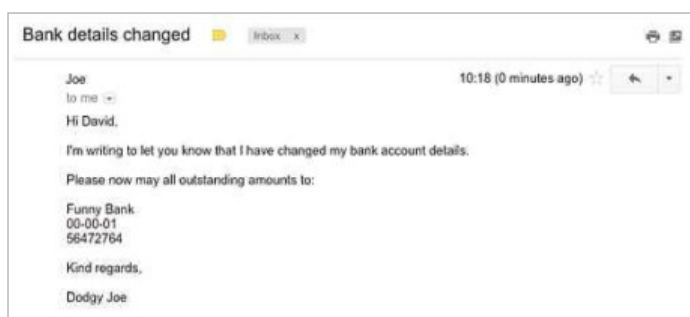 Bank details changed Inbox x
Joe 10:18 (0 minutes ago)
to me
Hi David,
I'm writing to let you know that I have changed my bank account details.
Please now may all outstanding amounts to:
Funny Bank
00-00-01
56472764
Kind regards,
Dodgy Joe